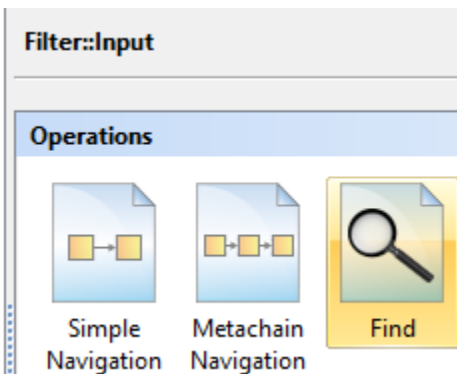 Filter::Input
Operations
Simple Navigation
Metachain Navigation
Find